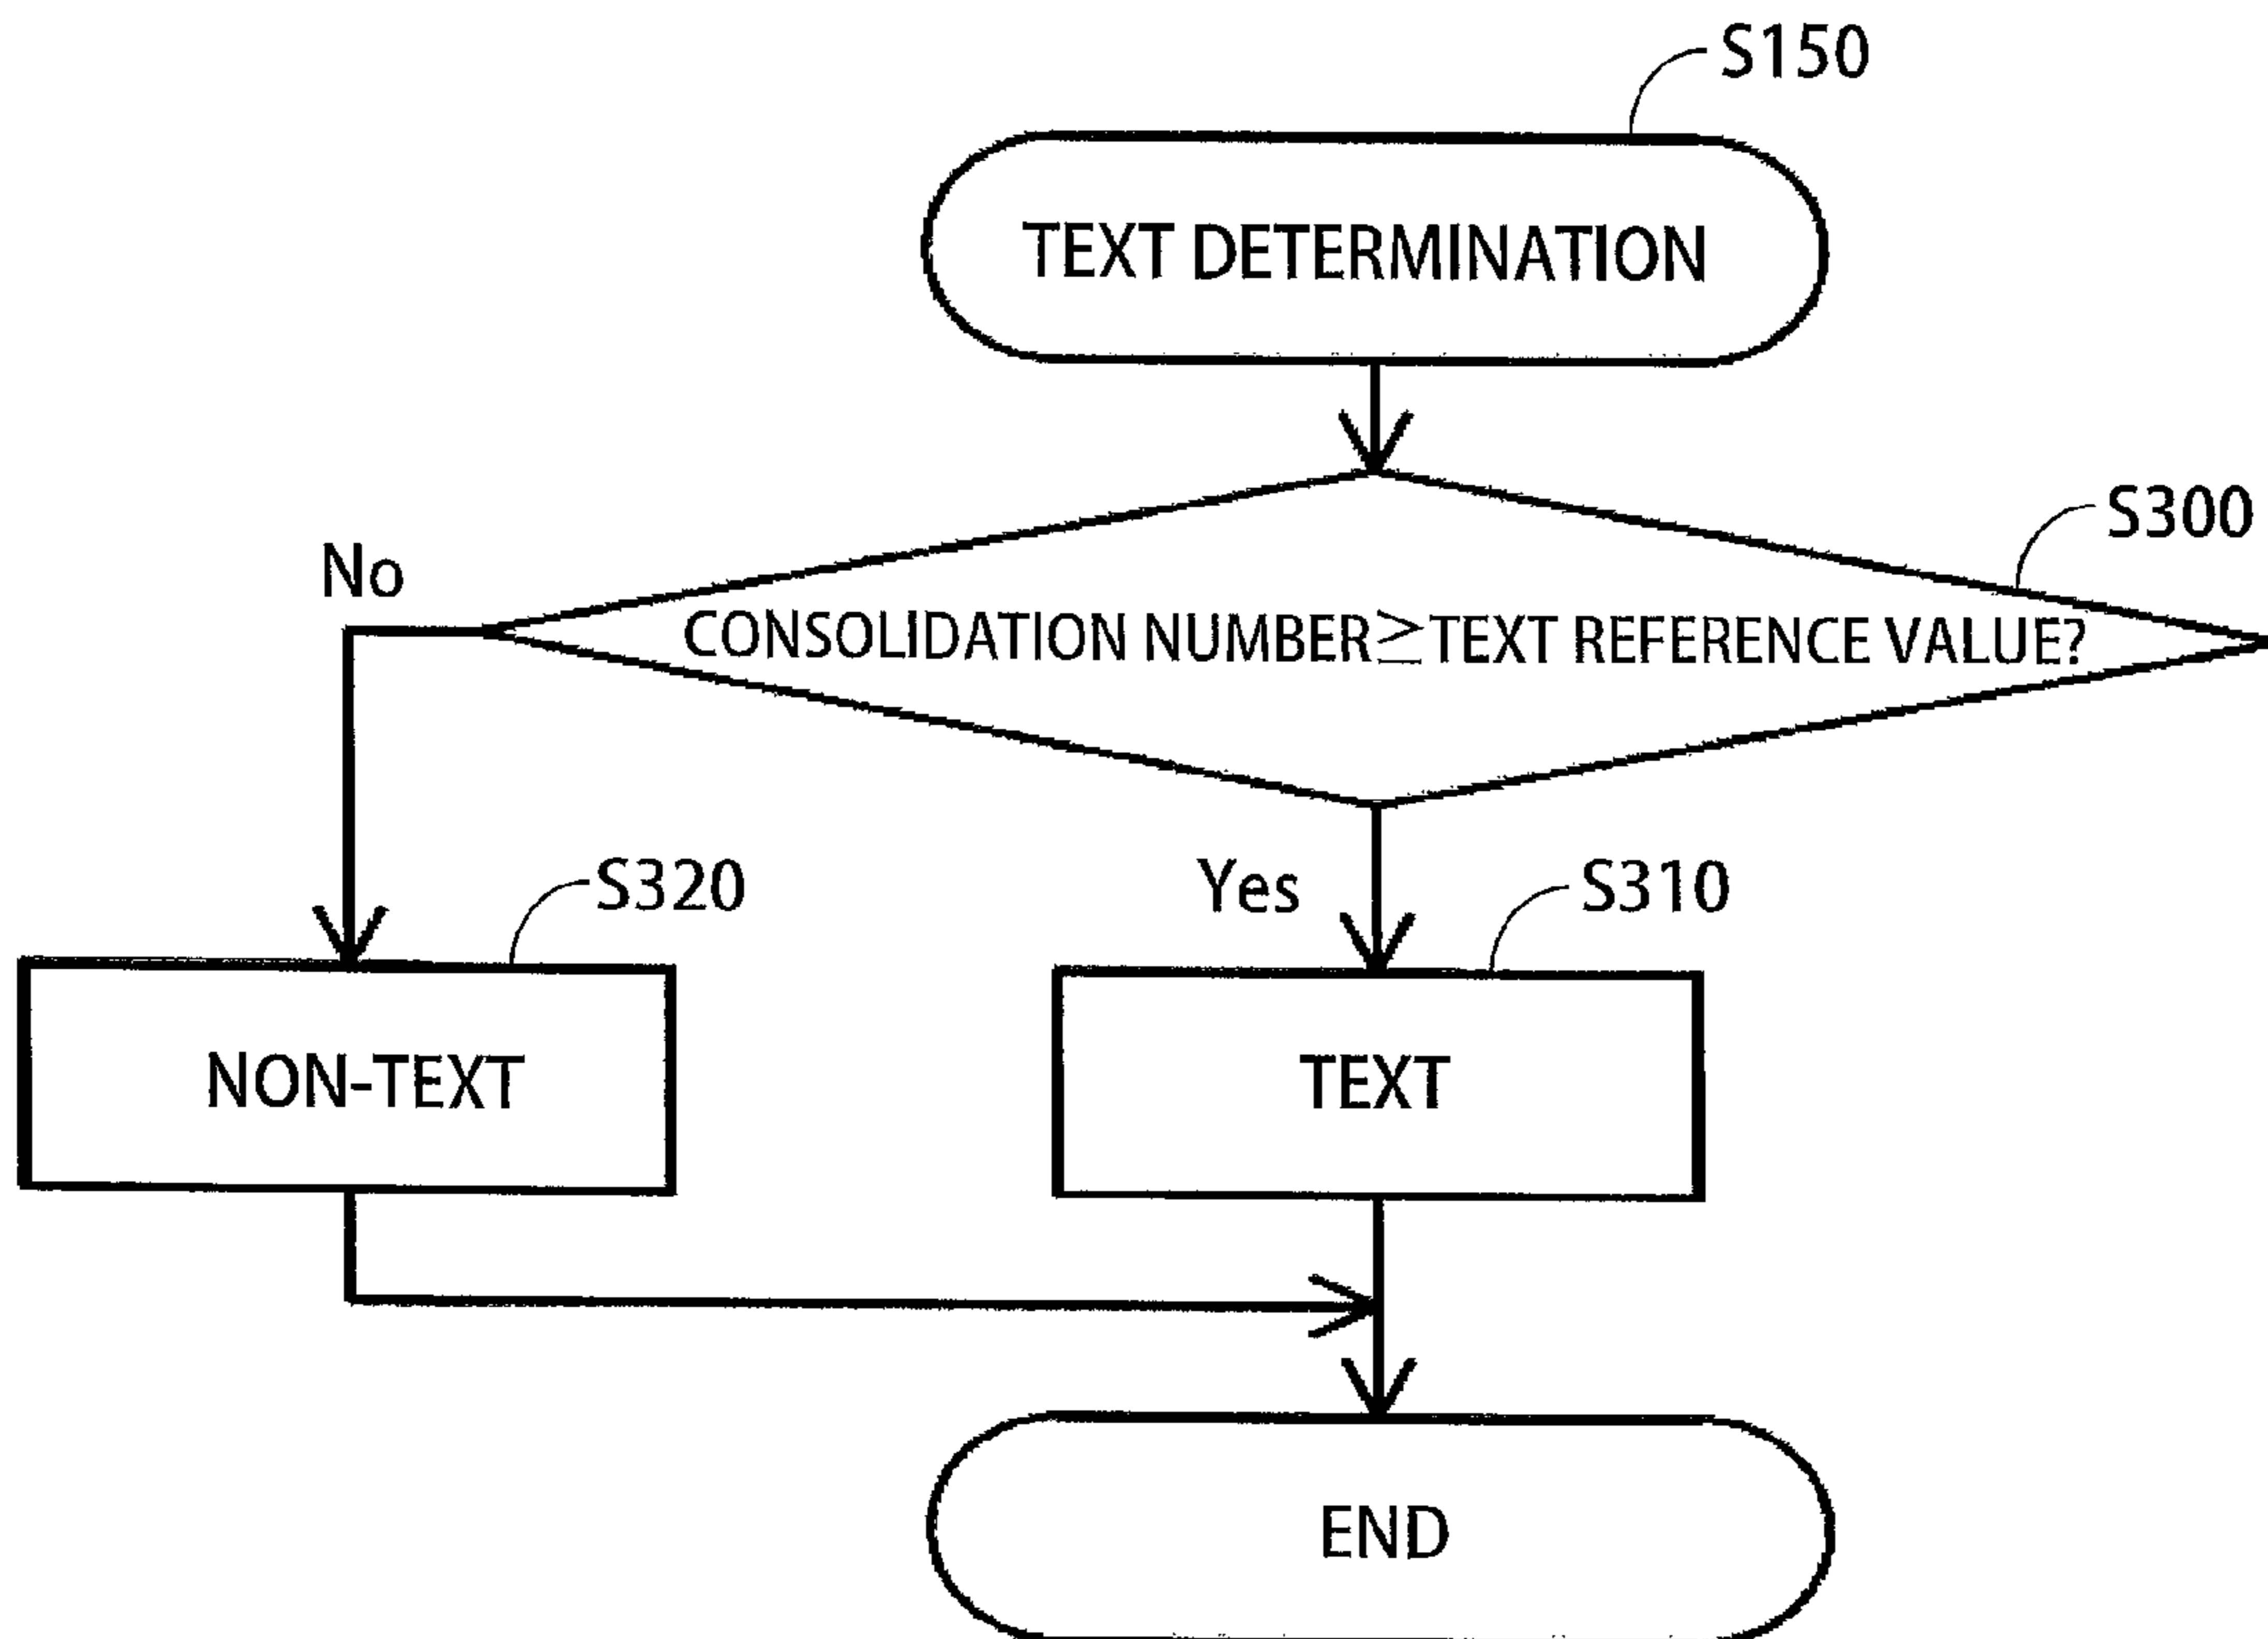 S150
TEXT DETERMINATION
S300
No
CONSOLIDATION NUMBER≧TEXT REFERENCE VALUE?
S320
Yes
S310
NON-TEXT
TEXT
END